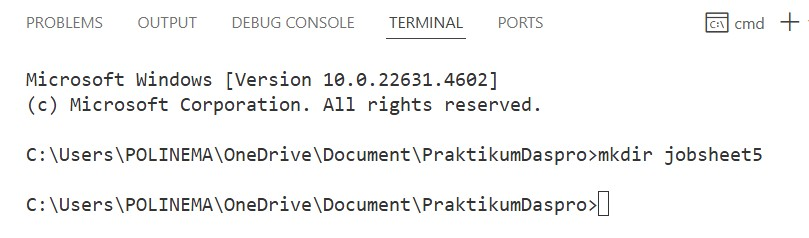 PROBLEMS OUTPUT DEBUG CONSOLE TERMINAL PORTS cmd
Microsoft Windows [Version 10.0.22631.4602]
(c) Microsoft Corporation. All rights reserved.
C:\Users\POLINEMA\OneDrive\Document\PraktikumDaspro>mkdir jobsheet5
C:\Users\POLINEMA\OneDrive\Document\PraktikumDaspro>